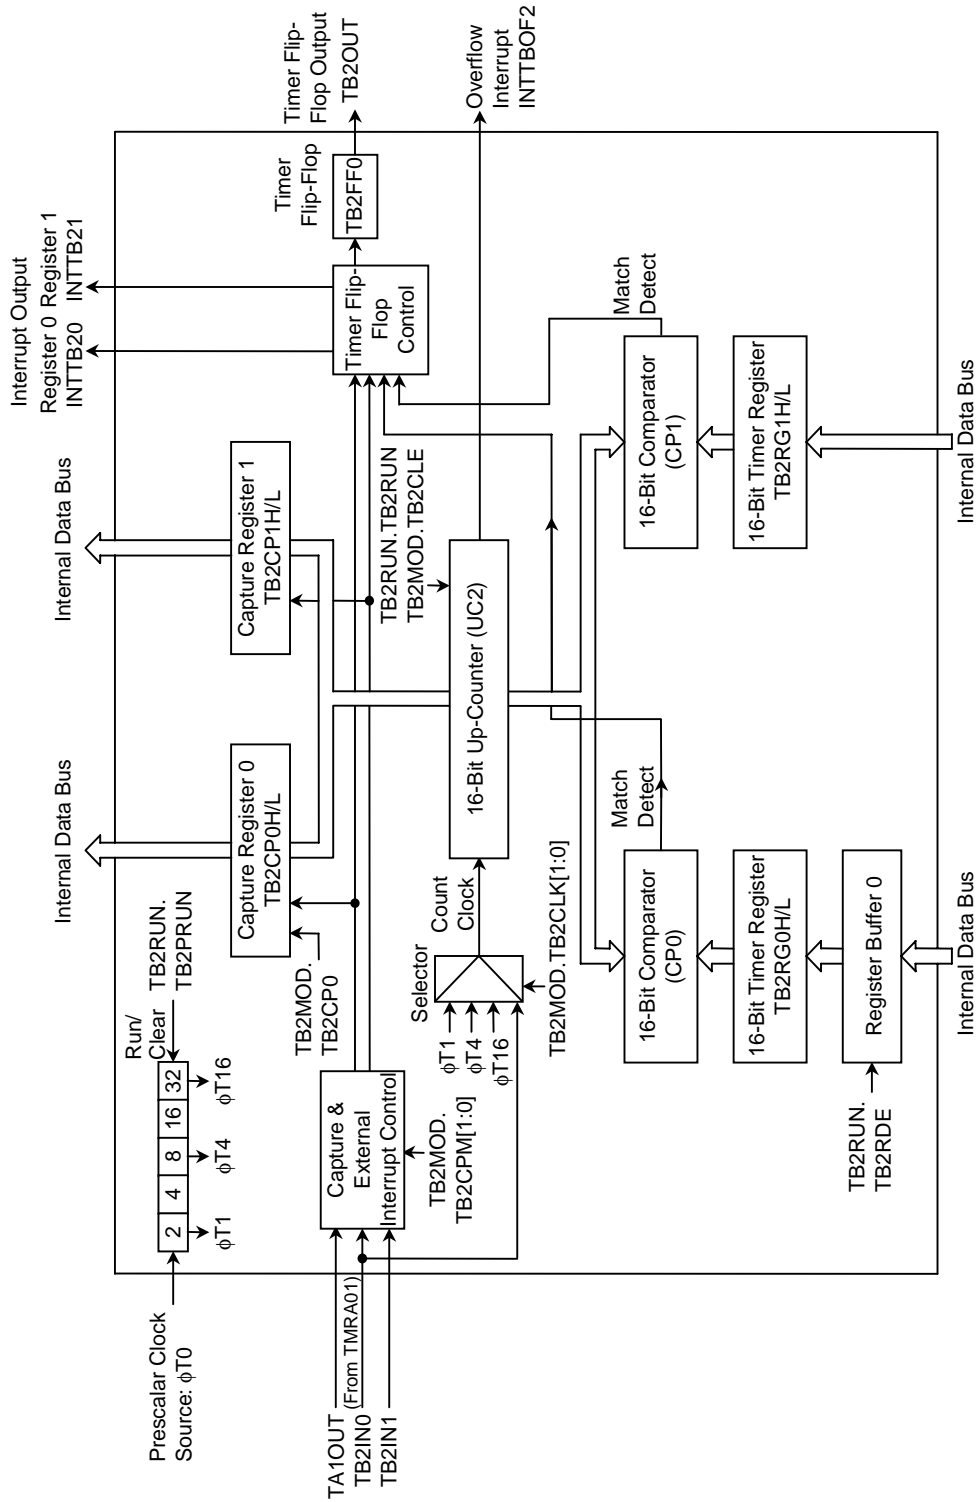 Prescalar Clock
Source: ϕT0
2
4
8
16
32
ϕT1
ϕT4
ϕT16
Run/
Clear
TB2RUN.
TB2PRUN
Internal Data Bus
Internal Data Bus
Interrupt Output
Register 0 Register 1
INTTB20
INTTB21
Capture Register 0
TB2CP0H/L
Capture Register 1
TB2CP1H/L
TB2MOD.
TB2CP0
TA1OUT
(From TMRA01)
TB2IN0
TB2IN1
Capture &
External
Interrupt Control
TB2MOD.
TB2CPM[1:0]
Timer Flip-
Flop
Control
Timer
Flip-Flop
TB2FF0
Timer Flip-
Flop Output
TB2OUT
TB2RUN.TB2RUN
TB2MOD.TB2CLE
Selector
ϕT1
ϕT4
ϕT16
Count
Clock
TB2MOD.TB2CLK[1:0]
16-Bit Up-Counter (UC2)
Overflow
Interrupt
INTTBOF2
Match
Detect
Match
Detect
16-Bit Comparator
(CP0)
16-Bit Comparator
(CP1)
16-Bit Timer Register
TB2RG0H/L
16-Bit Timer Register
TB2RG1H/L
TB2RUN.
TB2RDE
Register Buffer 0
Internal Data Bus
Internal Data Bus